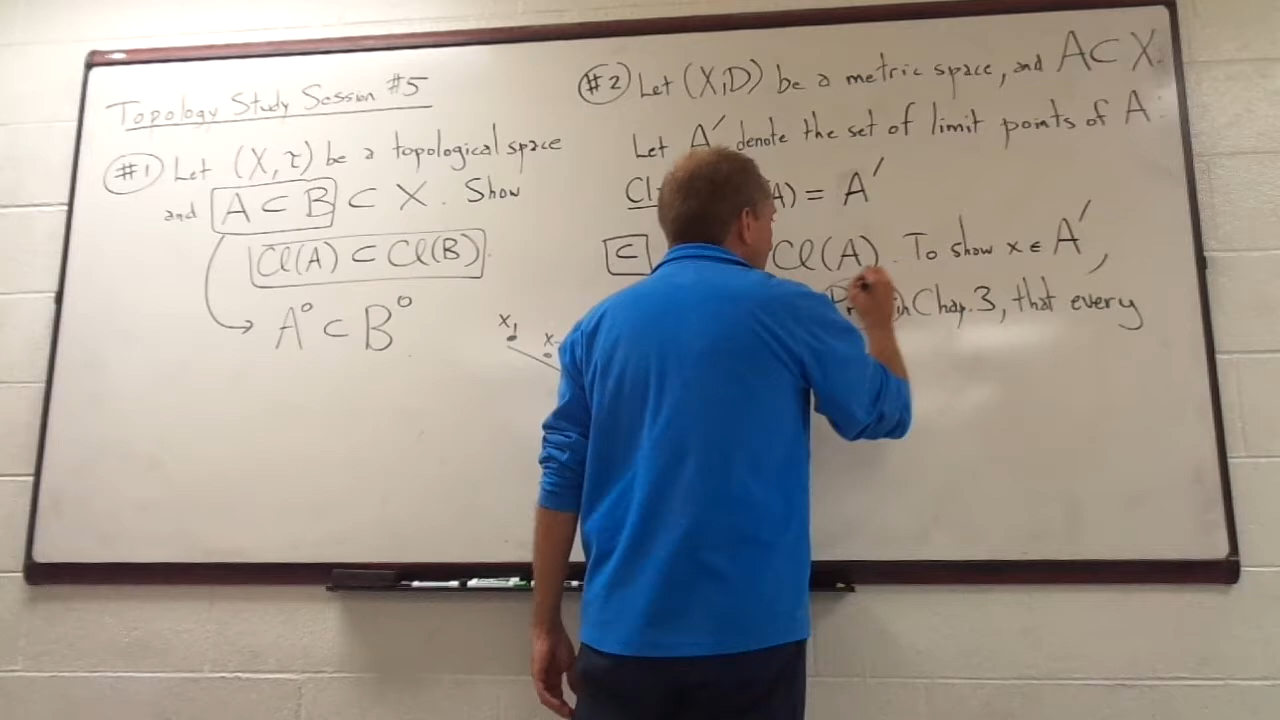 Topology Study Session #5
#1 Let (X, τ) be a topological space
and A ⊂ B ⊂ X. Show
Cl(A) ⊂ Cl(B).
A° ⊂ B°
x₁
#2 Let (X,D) be a metric space, and A ⊂ X.
Let A′ denote the set of limit points of A.
A) = A′
⊂ Cl(A). To show x ∈ A′,
in Chap. 3, that every